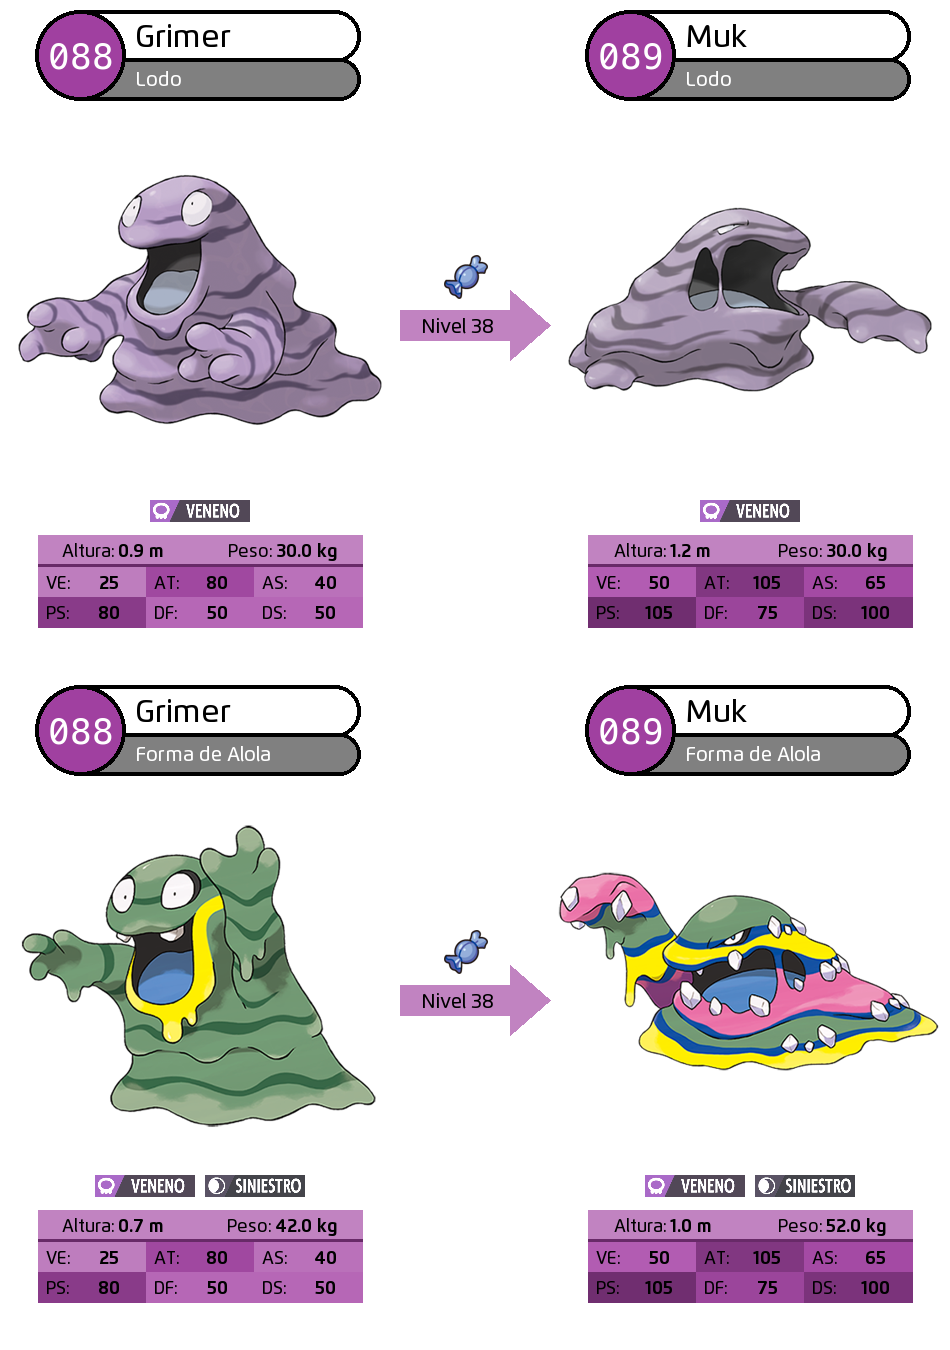 088 Grimer
Lodo
089 Muk
Lodo
Nivel 38
VENENO
Altura: 0.9 m Peso: 30.0 kg
VE: 25 AT: 80 AS: 40
PS: 80 DF: 50 DS: 50
VENENO
Altura: 1.2 m Peso: 30.0 kg
VE: 50 AT: 105 AS: 65
PS: 105 DF: 75 DS: 100
088 Grimer
Forma de Alola
089 Muk
Forma de Alola
Nivel 38
VENENO SINIESTRO
Altura: 0.7 m Peso: 42.0 kg
VE: 25 AT: 80 AS: 40
PS: 80 DF: 50 DS: 50
VENENO SINIESTRO
Altura: 1.0 m Peso: 52.0 kg
VE: 50 AT: 105 AS: 65
PS: 105 DF: 75 DS: 100